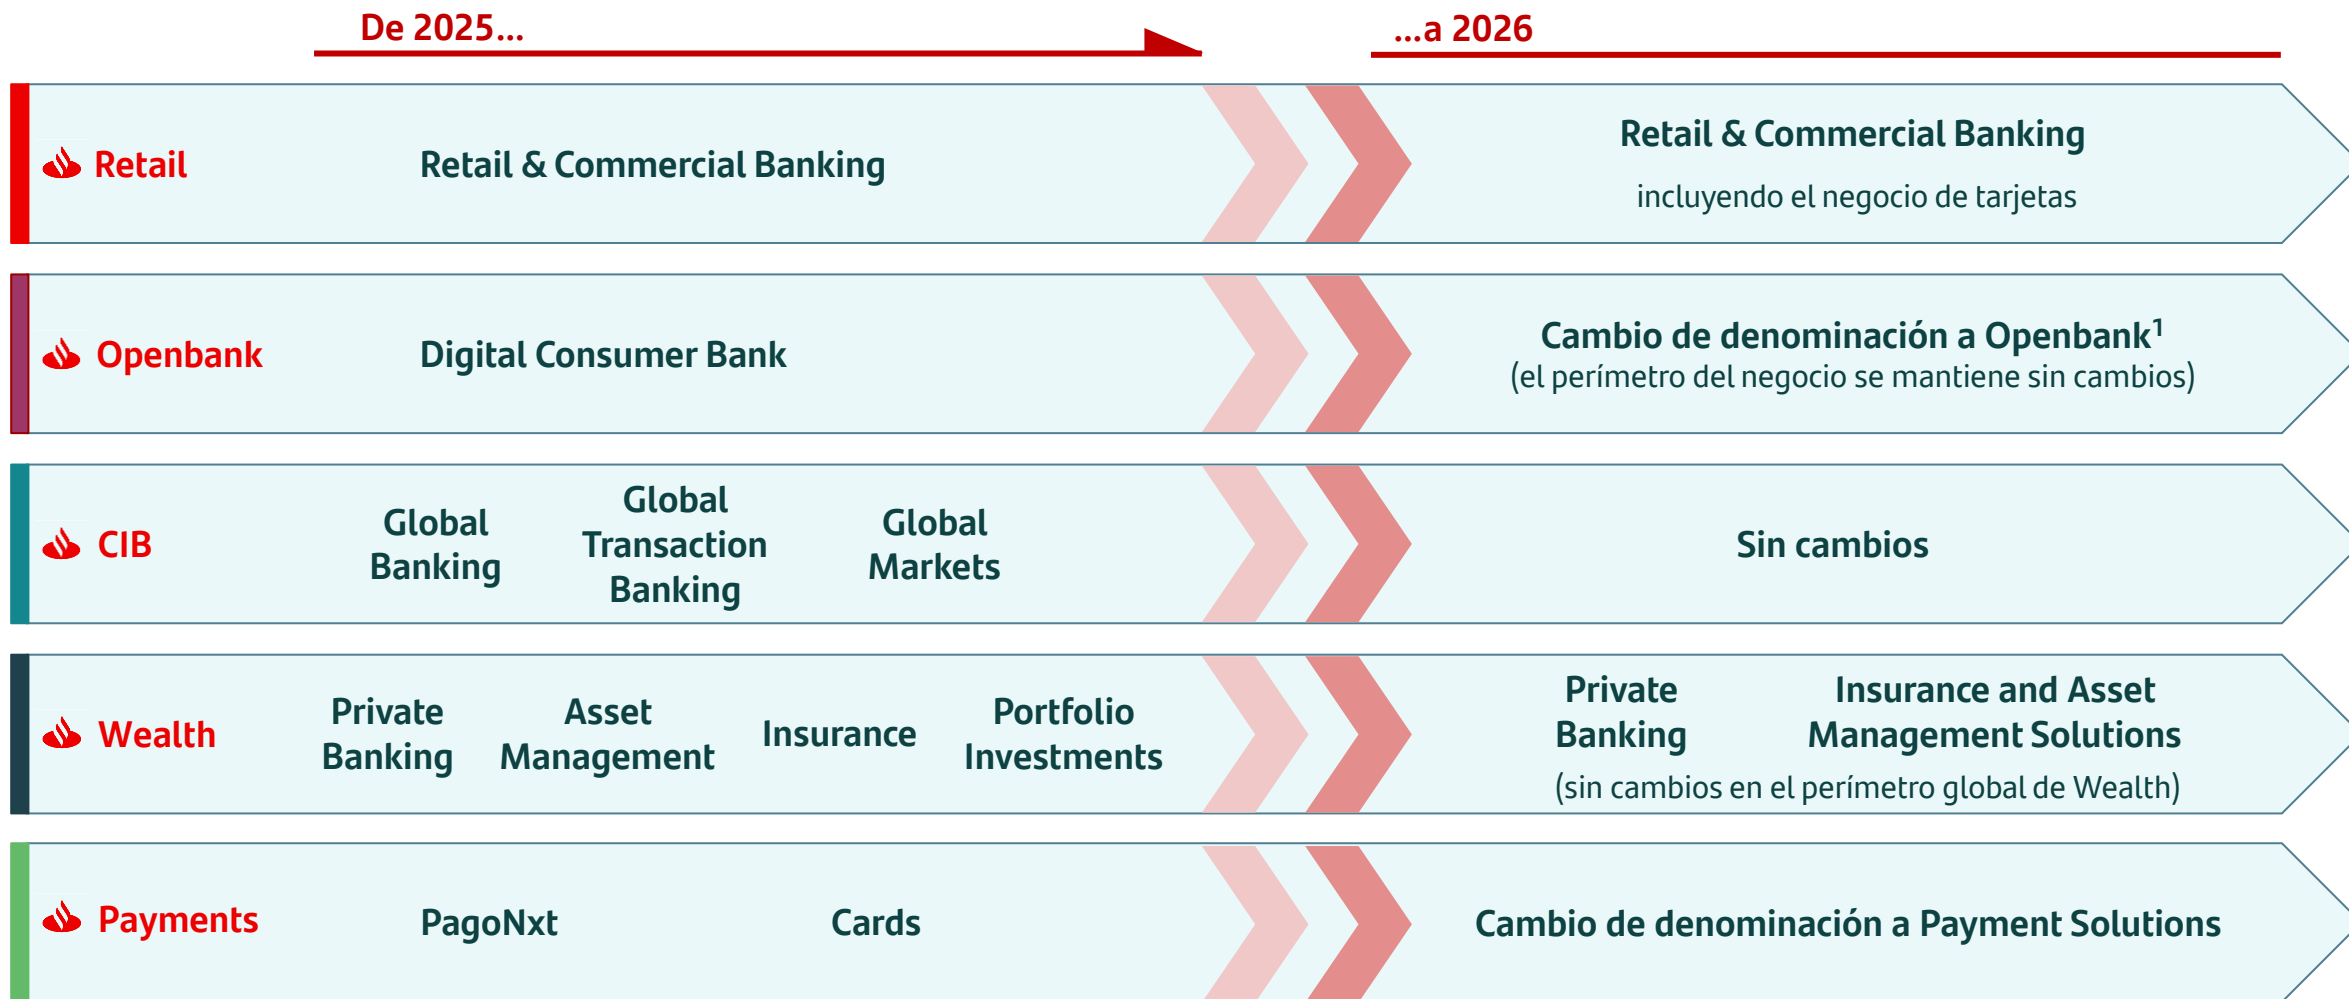 De 2025...
...a 2026
Retail
Retail & Commercial Banking
Retail & Commercial Banking
incluyendo el negocio de tarjetas
Openbank
Digital Consumer Bank
Cambio de denominación a Openbank¹
(el perímetro del negocio se mantiene sin cambios)
CIB
Global
Banking
Global
Transaction
Banking
Global
Markets
Sin cambios
Wealth
Private
Banking
Asset
Management
Insurance
Portfolio
Investments
Private
Banking
Insurance and Asset
Management Solutions
(sin cambios en el perímetro global de Wealth)
Payments
PagoNxt
Cards
Cambio de denominación a Payment Solutions